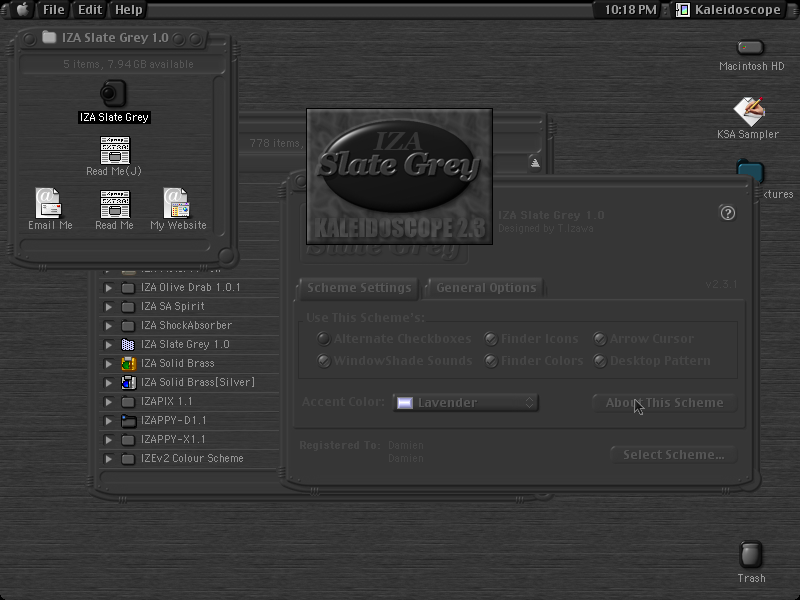 File Edit Help
10:18 PM Kaleidoscope
IZA Slate Grey 1.0
5 items, 7.94 GB available
IZA Slate Grey
Read Me(J)
Email Me Read Me My Website
778 items,
IZA Olive Drab 1.0.1
IZA SA Spirit
IZA ShockAbsorber
IZA Slate Grey 1.0
IZA Solid Brass
IZA Solid Brass[Silver]
IZAPIX 1.1
IZAPPY-D1.1
IZAPPY-X1.1
IZEv2 Colour Scheme
IZA
Slate Grey
KALEIDOSCOPE 2.3
Slate Grey
IZA Slate Grey 1.0
Designed by T.Izawa
Scheme Settings General Options v2.3.1
Use This Scheme's:
Alternate Checkboxes Finder Icons Arrow Cursor
WindowShade Sounds Finder Colors Desktop Pattern
Accent Color: Lavender About This Scheme
Registered To: Damien
Damien
Select Scheme...
Macintosh HD
KSA Sampler
ktures
Trash